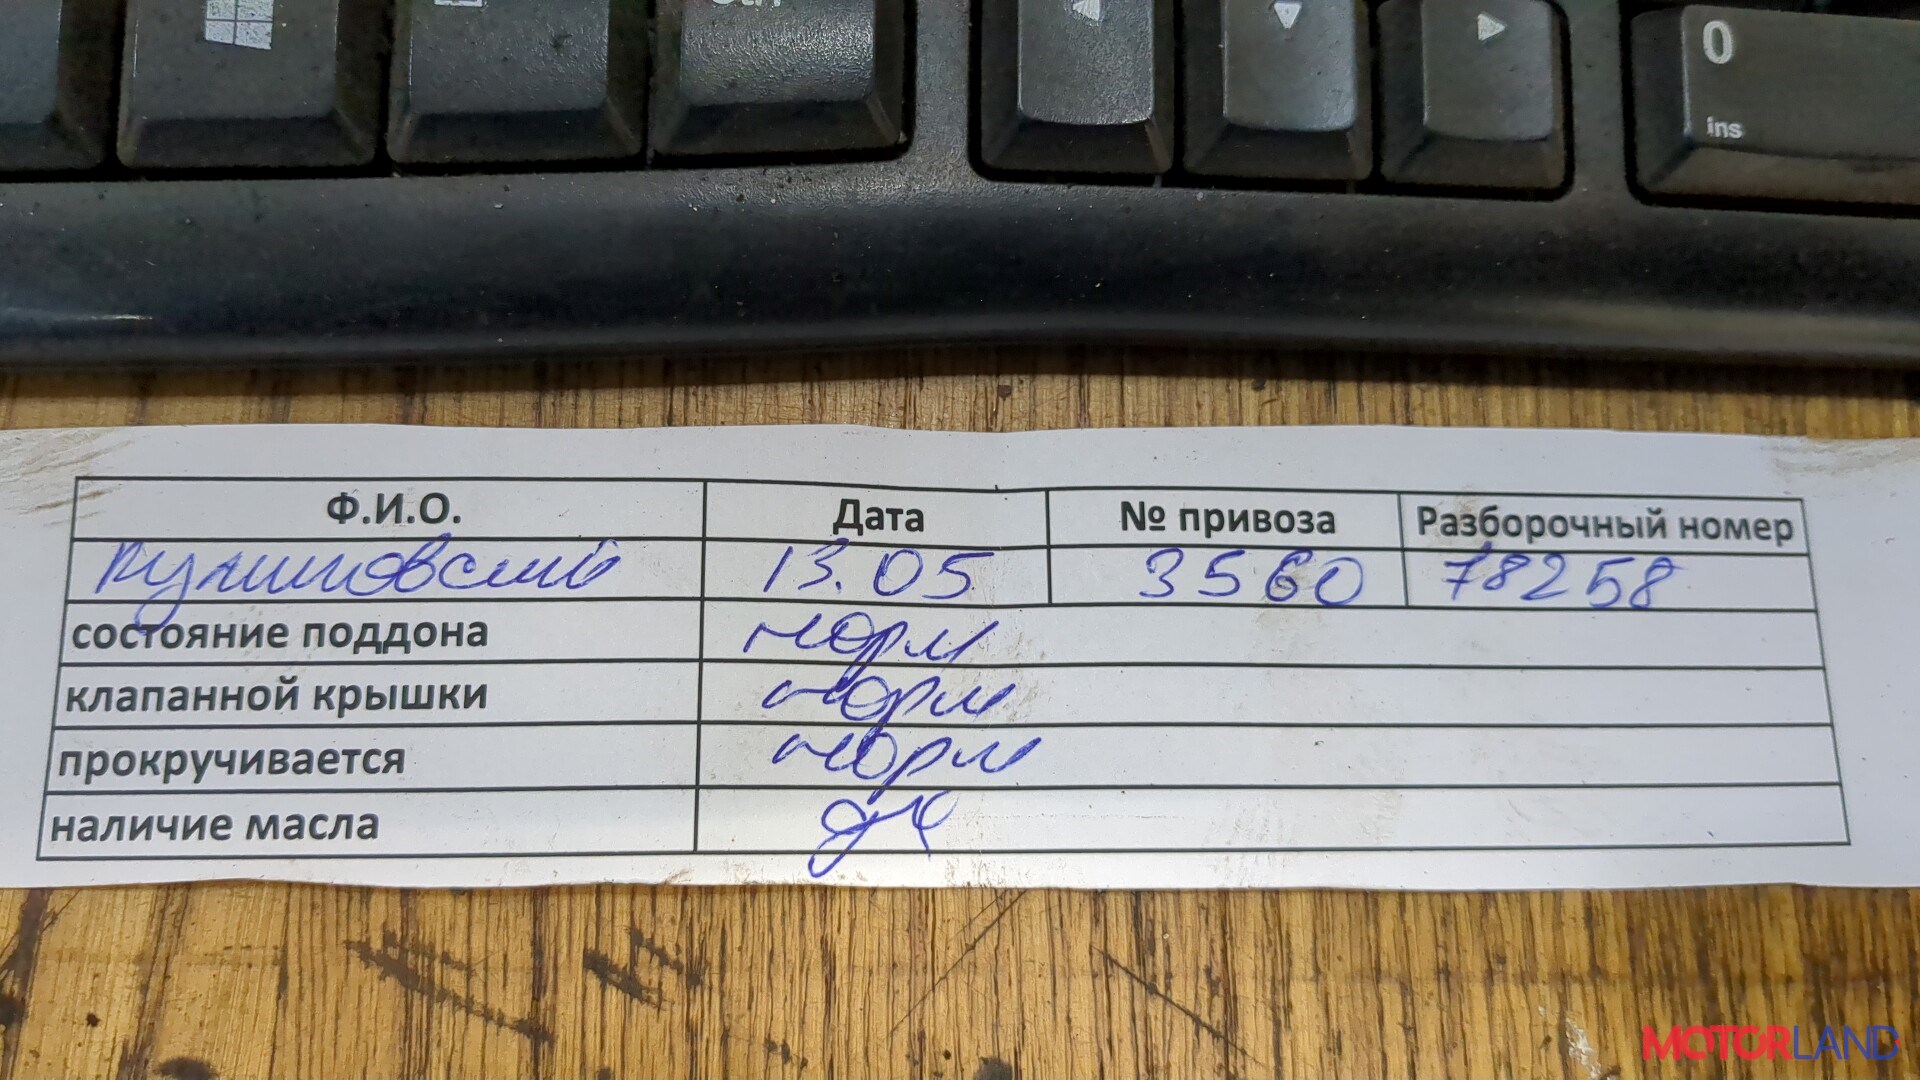 0
ins
Ф.И.О. Дата № привоза Разборочный номер
13.05 3560 78258
состояние поддона норм
клапанной крышки норм
прокручивается норм
наличие масла да
MOTORLAND